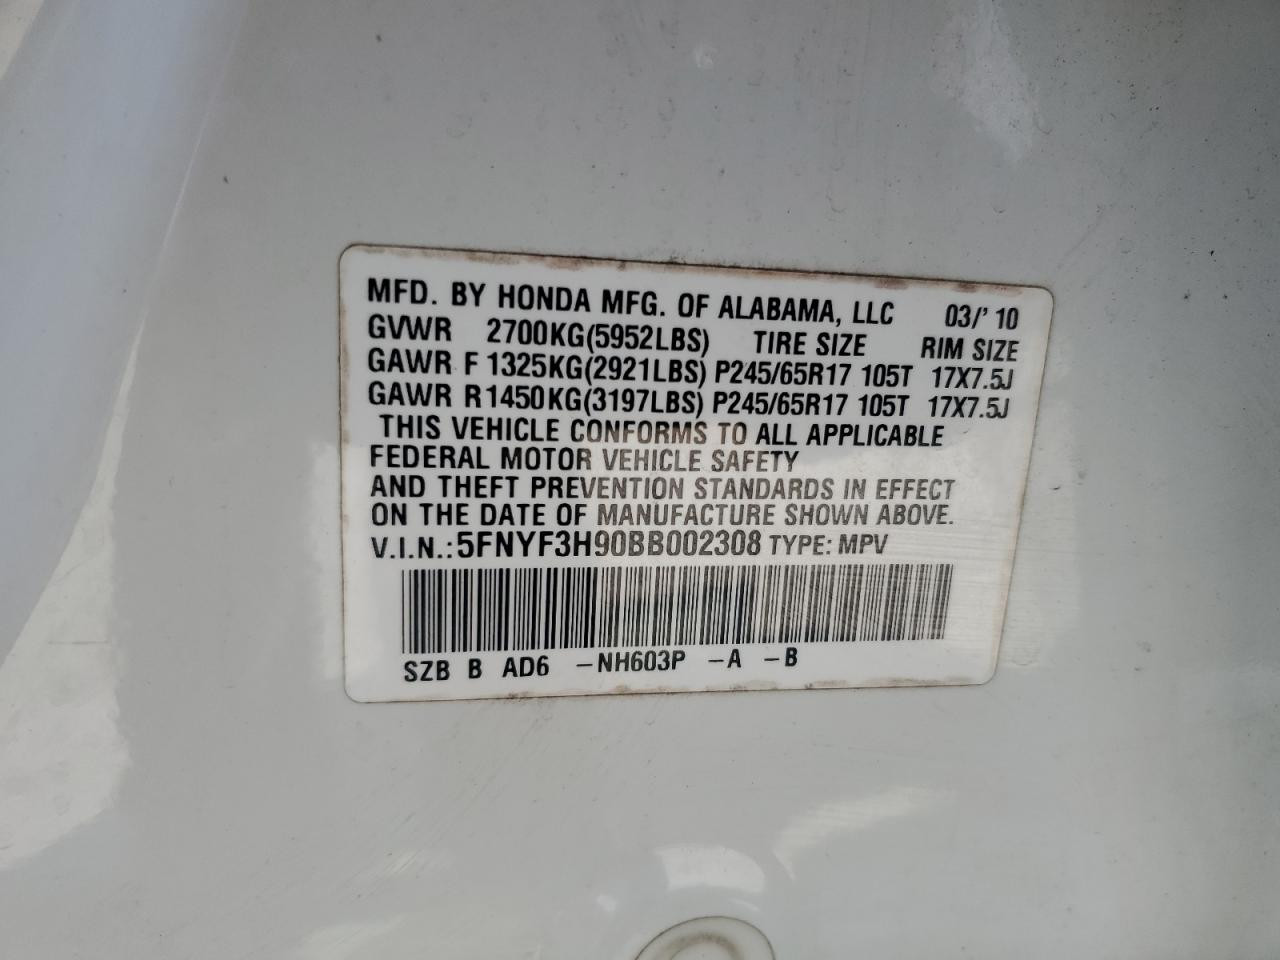 MFD. BY HONDA MFG. OF ALABAMA, LLC 03/'10
GVWR 2700KG(5952LBS) TIRE SIZE RIM SIZE
GAWR F 1325KG(2921LBS) P245/65R17 105T 17X7.5J
GAWR R1450KG(3197LBS) P245/65R17 105T 17X7.5J
THIS VEHICLE CONFORMS TO ALL APPLICABLE
FEDERAL MOTOR VEHICLE SAFETY
AND THEFT PREVENTION STANDARDS IN EFFECT
ON THE DATE OF MANUFACTURE SHOWN ABOVE.
V.I.N.:5FNYF3H90BB002308 TYPE: MPV
SZB B AD6 -NH603P -A -B